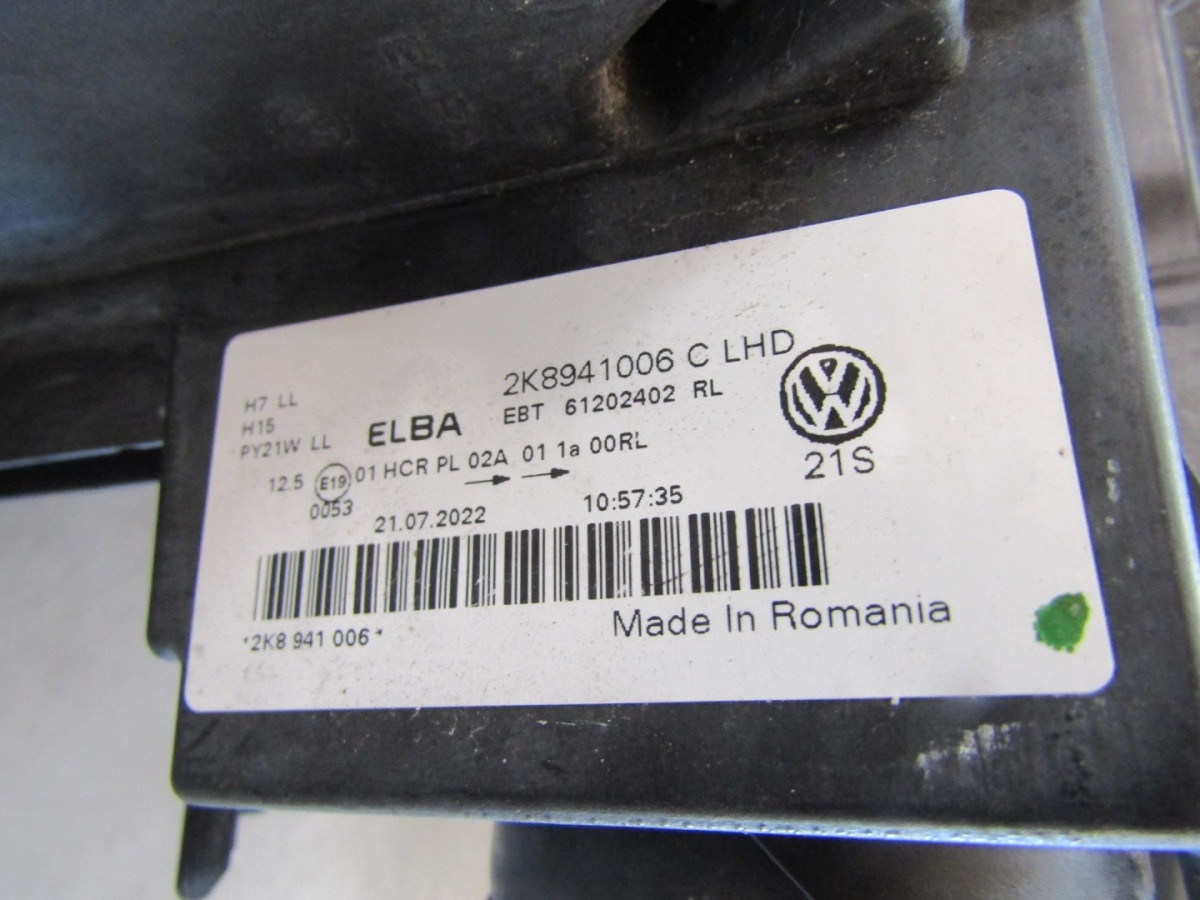 2K8941006 C LHD
H7 LL
H15
PY21W LL
ELBA
EBT 61202402 RL
12.5 E19 01 HCR PL 02A 01 1a 00RL
0053
21S
21.07.2022
10:57:35
*2K8 941 006*
Made In Romania